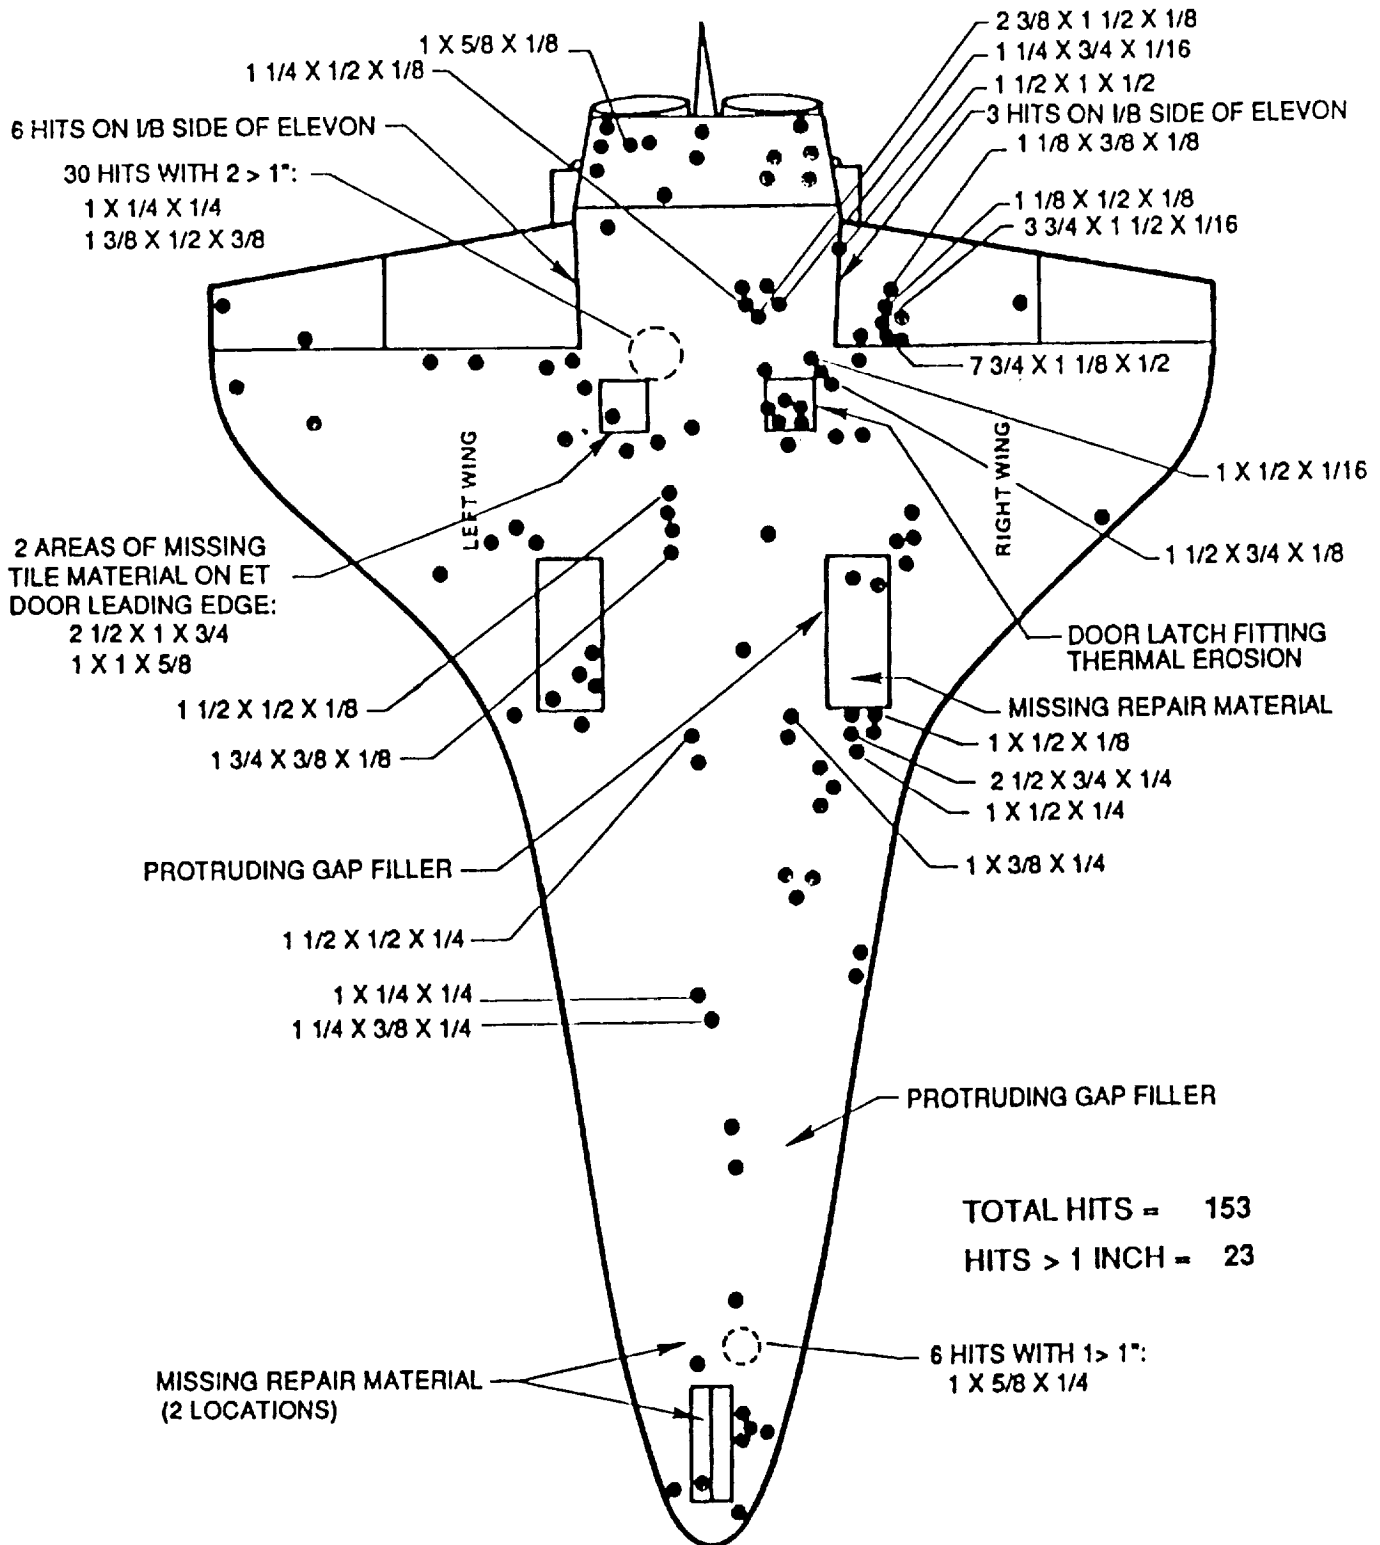 2 3/8 X 1 1/2 X 1/8
1 X 5/8 X 1/8
1 1/4 X 3/4 X 1/16
1 1/4 X 1/2 X 1/8
1 1/2 X 1 X 1/2
6 HITS ON I/B SIDE OF ELEVON
3 HITS ON I/B SIDE OF ELEVON
1 1/8 X 3/8 X 1/8
30 HITS WITH 2 > 1":
1 X 1/4 X 1/4
1 3/8 X 1/2 X 3/8
1 1/8 X 1/2 X 1/8
3 3/4 X 1 1/2 X 1/16
7 3/4 X 1 1/8 X 1/2
LEFT WING
RIGHT WING
1 X 1/2 X 1/16
2 AREAS OF MISSING
TILE MATERIAL ON ET
DOOR LEADING EDGE:
2 1/2 X 1 X 3/4
1 X 1 X 5/8
1 1/2 X 3/4 X 1/8
DOOR LATCH FITTING
THERMAL EROSION
1 1/2 X 1/2 X 1/8
MISSING REPAIR MATERIAL
1 3/4 X 3/8 X 1/8
1 X 1/2 X 1/8
2 1/2 X 3/4 X 1/4
1 X 1/2 X 1/4
PROTRUDING GAP FILLER
1 X 3/8 X 1/4
1 1/2 X 1/2 X 1/4
1 X 1/4 X 1/4
1 1/4 X 3/8 X 1/4
PROTRUDING GAP FILLER
TOTAL HITS = 153
HITS > 1 INCH = 23
6 HITS WITH 1> 1":
1 X 5/8 X 1/4
MISSING REPAIR MATERIAL
(2 LOCATIONS)